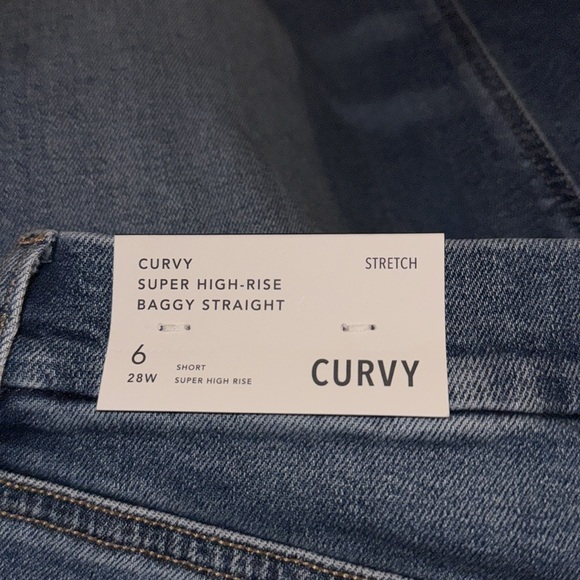 CURVY
SUPER HIGH-RISE
BAGGY STRAIGHT
STRETCH
6
28W
SHORT
SUPER HIGH RISE
CURVY